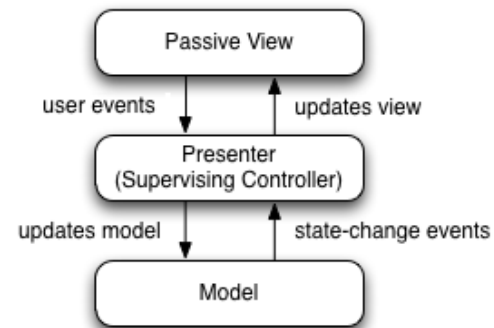 Passive View
user events
updates view
Presenter
(Supervising Controller)
updates model
state-change events
Model